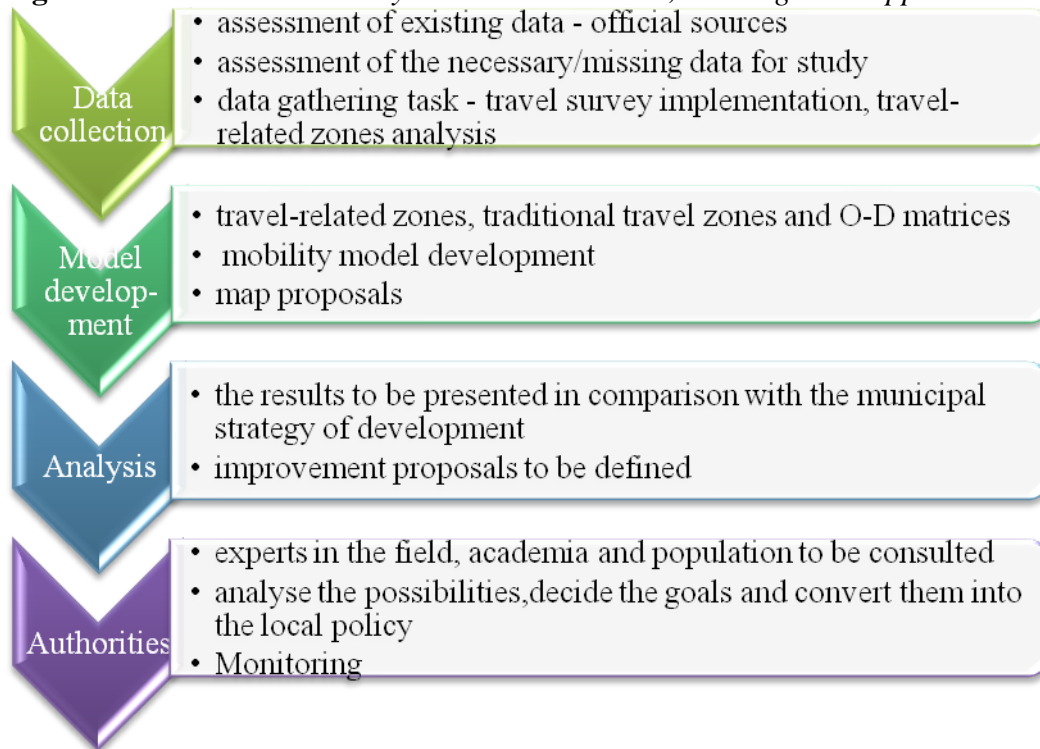 • assessment of existing data - official sources
• assessment of the necessary/missing data for study
• data gathering task - travel survey implementation, travel-
related zones analysis
Data
collection
• travel-related zones, traditional travel zones and O-D matrices
• mobility model development
• map proposals
Model
develop-
ment
• the results to be presented in comparison with the municipal
strategy of development
• improvement proposals to be defined
Analysis
• experts in the field, academia and population to be consulted
• analyse the possibilities,decide the goals and convert them into
the local policy
• Monitoring
Authorities